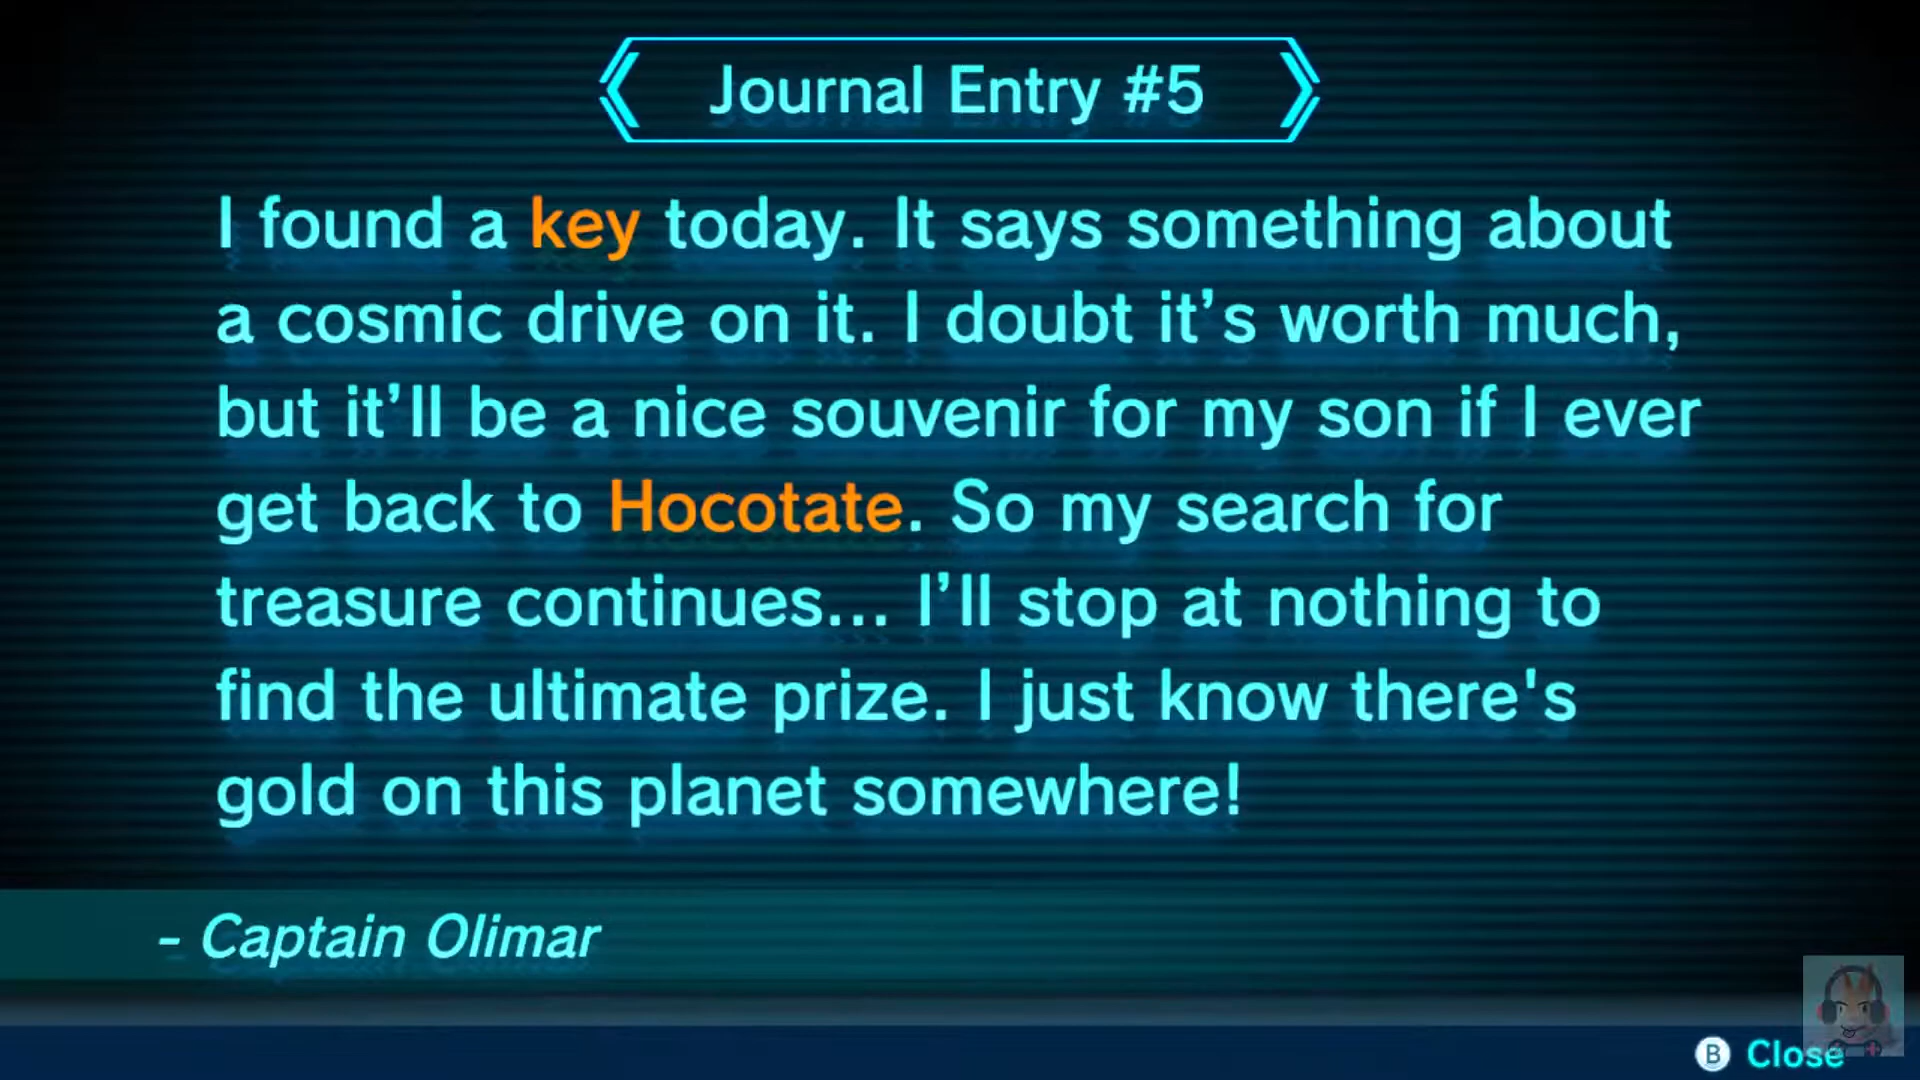 Journal Entry #5
I found a key today. It says something about
a cosmic drive on it. I doubt it’s worth much,
but it’ll be a nice souvenir for my son if I ever
get back to Hocotate. So my search for
treasure continues... I’ll stop at nothing to
find the ultimate prize. I just know there's
gold on this planet somewhere!
- Captain Olimar
B Close